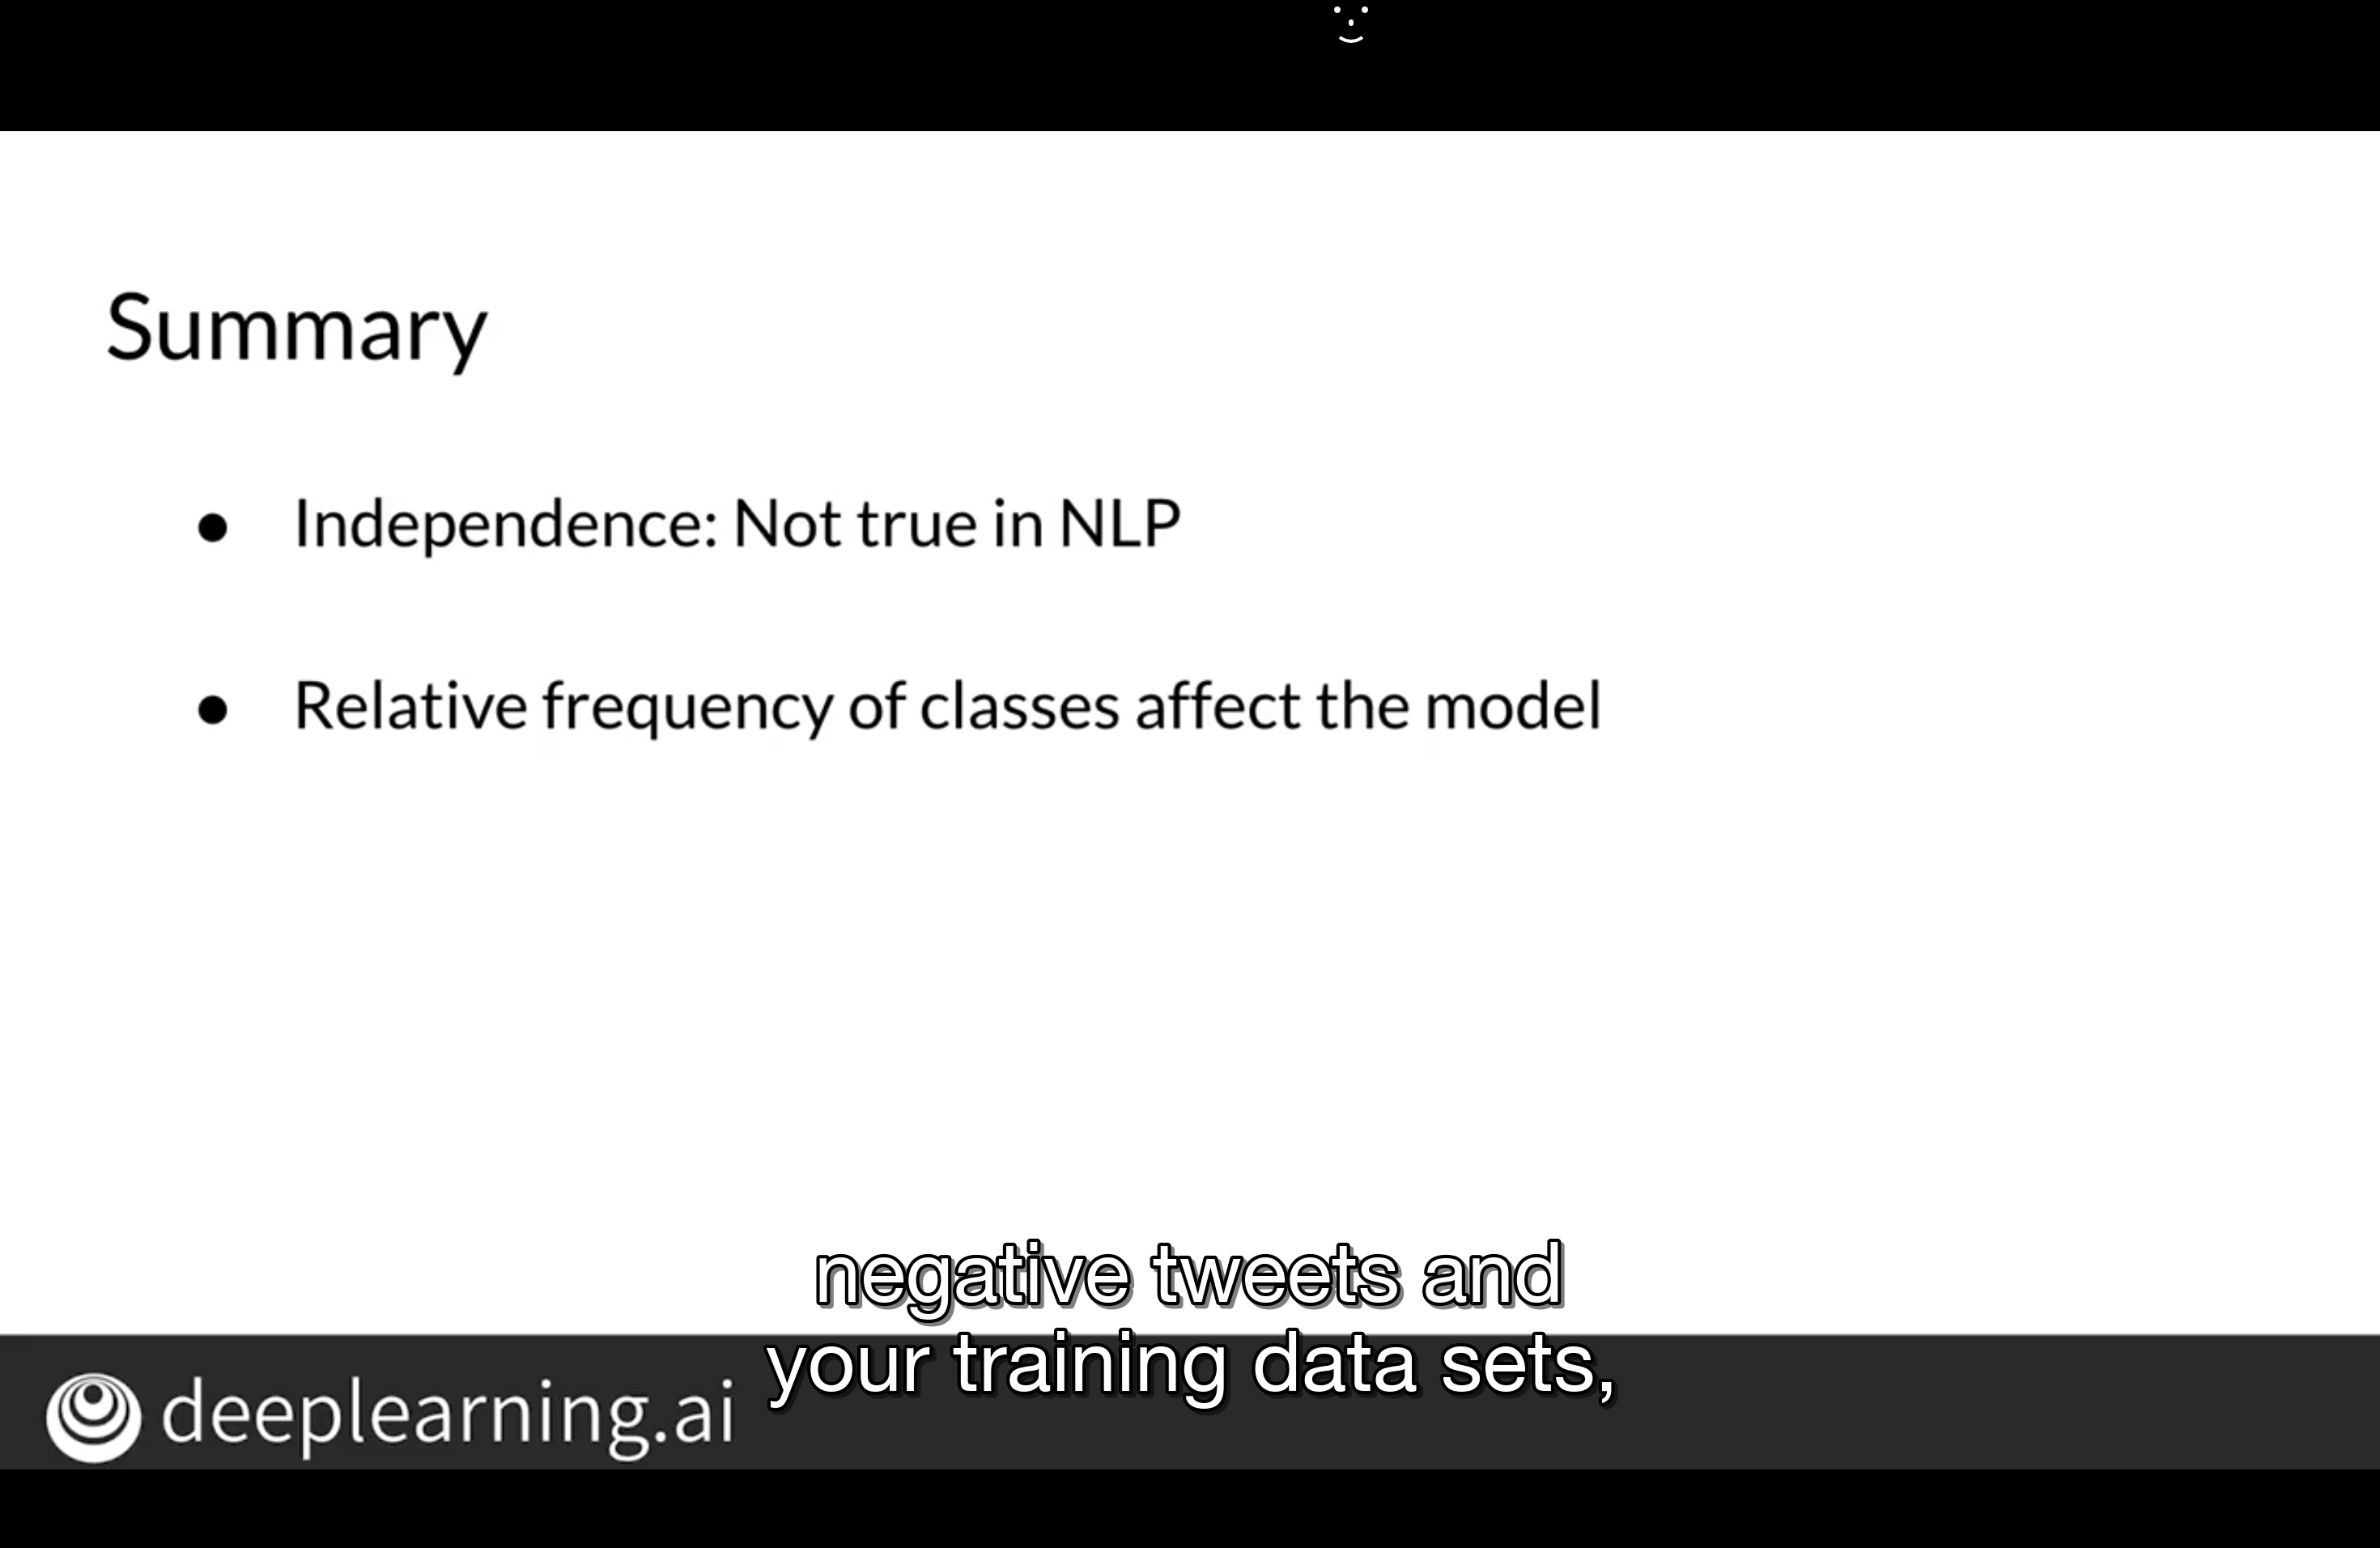 Summary
● Independence: Not true in NLP
● Relative frequency of classes affect the model
negative tweets and
your training data sets,
deeplearning.ai